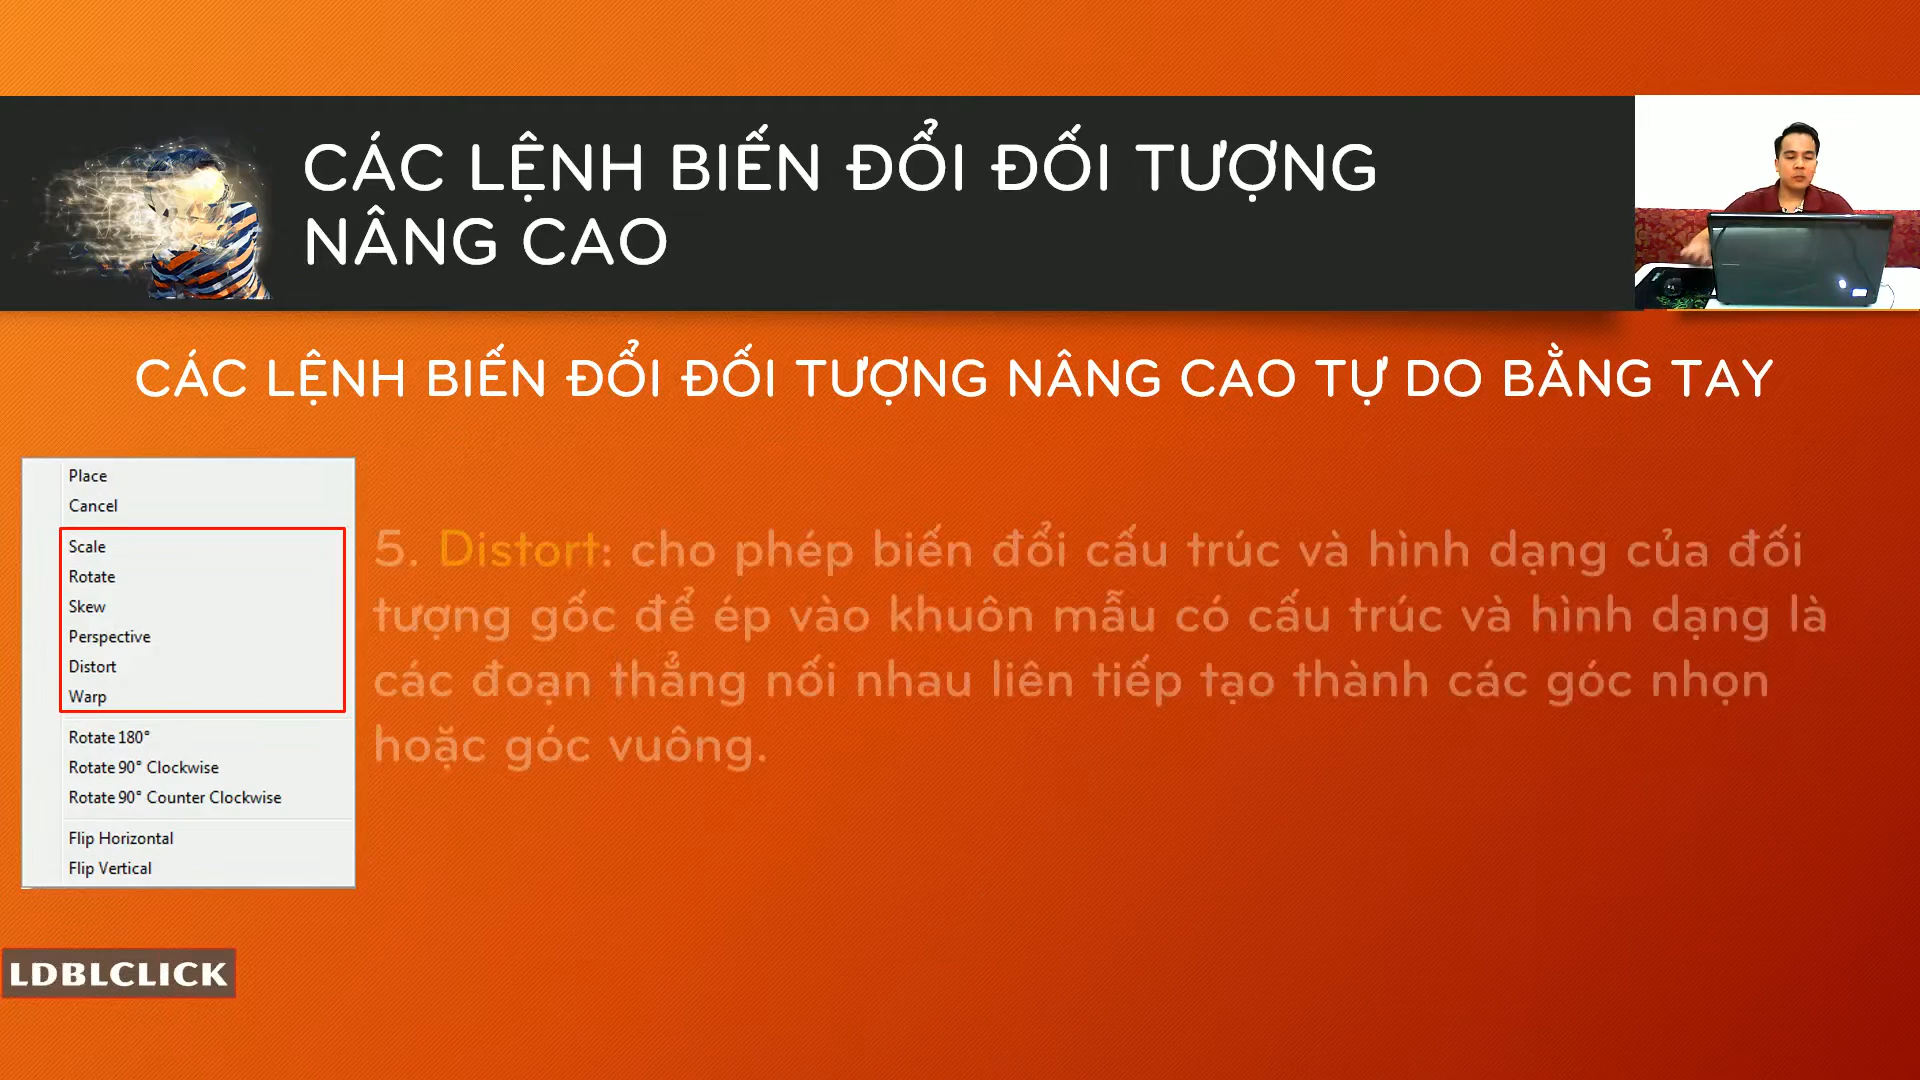 CÁC LỆNH BIẾN ĐỔI ĐỐI TƯỢNG
NÂNG CAO
CÁC LỆNH BIẾN ĐỔI ĐỐI TƯỢNG NÂNG CAO TỰ DO BẰNG TAY
Place
Cancel
Scale
Rotate
Skew
Perspective
Distort
Warp
Rotate 180°
Rotate 90° Clockwise
Rotate 90° Counter Clockwise
Flip Horizontal
Flip Vertical
5. Distort: cho phép biến đổi cấu trúc và hình dạng của đối
tượng gốc để ép vào khuôn mẫu có cấu trúc và hình dạng là
các đoạn thẳng nối nhau liên tiếp tạo thành các góc nhọn
hoặc góc vuông.
LDBLCLICK